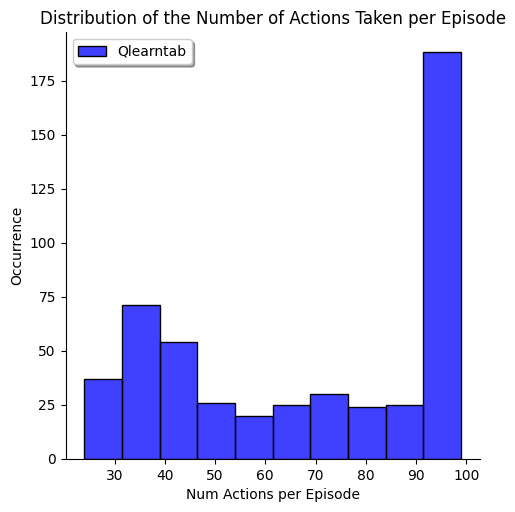 Distribution of the Number of Actions Taken per Episode
Qlearntab
175
150
125
100
75
50
25
0
Occurrence
30 40 50 60 70 80 90 100
Num Actions per Episode